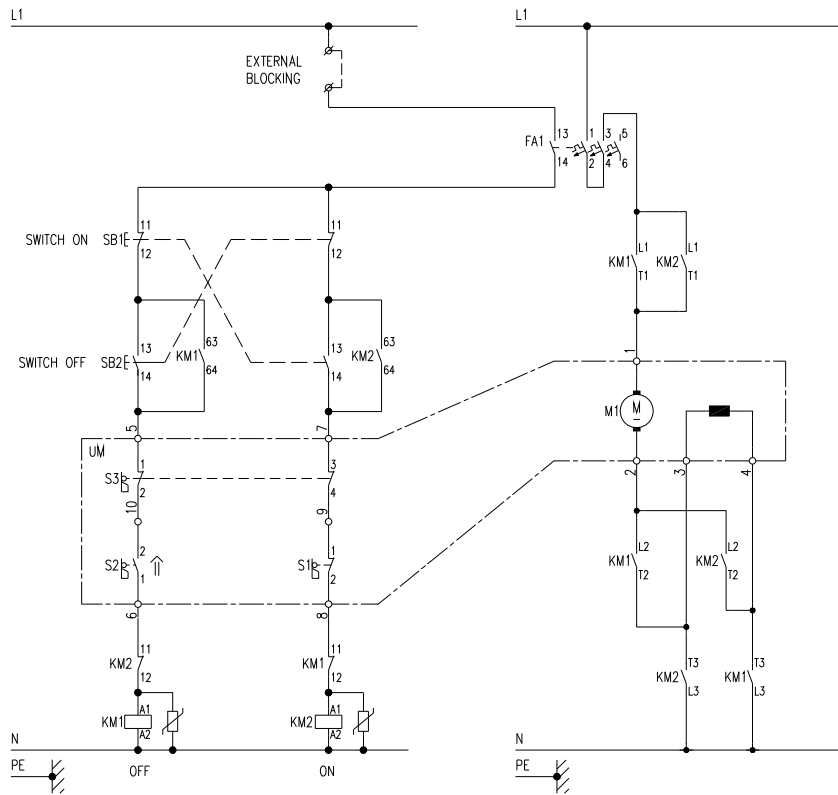 L1
L1
EXTERNAL
BLOCKING
FA1
13
14
1
2
3
4
5
6
SWITCH ON SB1
11
12
11
12
L1
KM1
T1
L1
KM2
T1
SWITCH OFF SB2
13
14
KM1
63
64
13
14
KM2
63
64
1
M1
M
5
7
UM
2
3
4
S3
1
2
3
4
10
9
L2
KM1
T2
L2
KM2
T2
S2
2
1
S1
1
2
6
8
KM2
11
12
KM1
11
12
KM2
T3
L3
KM1
T3
L3
KM1
A1
A2
KM2
A1
A2
N
N
PE
OFF
ON
PE